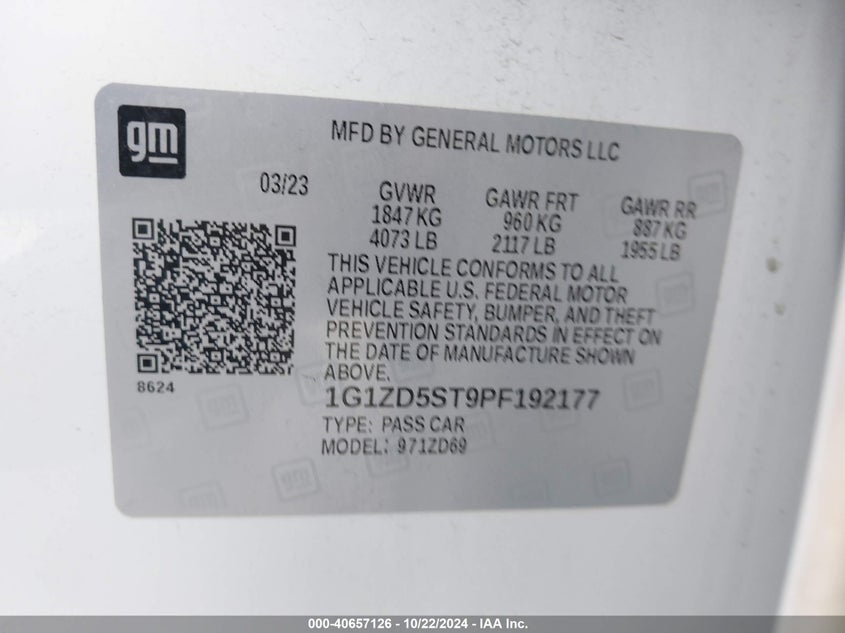 gm
MFD BY GENERAL MOTORS LLC
03/23
GVWR
1847 KG
4073 LB
GAWR FRT
960 KG
2117 LB
GAWR RR
887 KG
1955 LB
THIS VEHICLE CONFORMS TO ALL
APPLICABLE U.S. FEDERAL MOTOR
VEHICLE SAFETY, BUMPER, AND THEFT
PREVENTION STANDARDS IN EFFECT ON
THE DATE OF MANUFACTURE SHOWN
ABOVE.
8624
1G1ZD5ST9PF192177
TYPE: PASS CAR
MODEL: 971ZD69
000-40657126 - 10/22/2024 - IAA Inc.